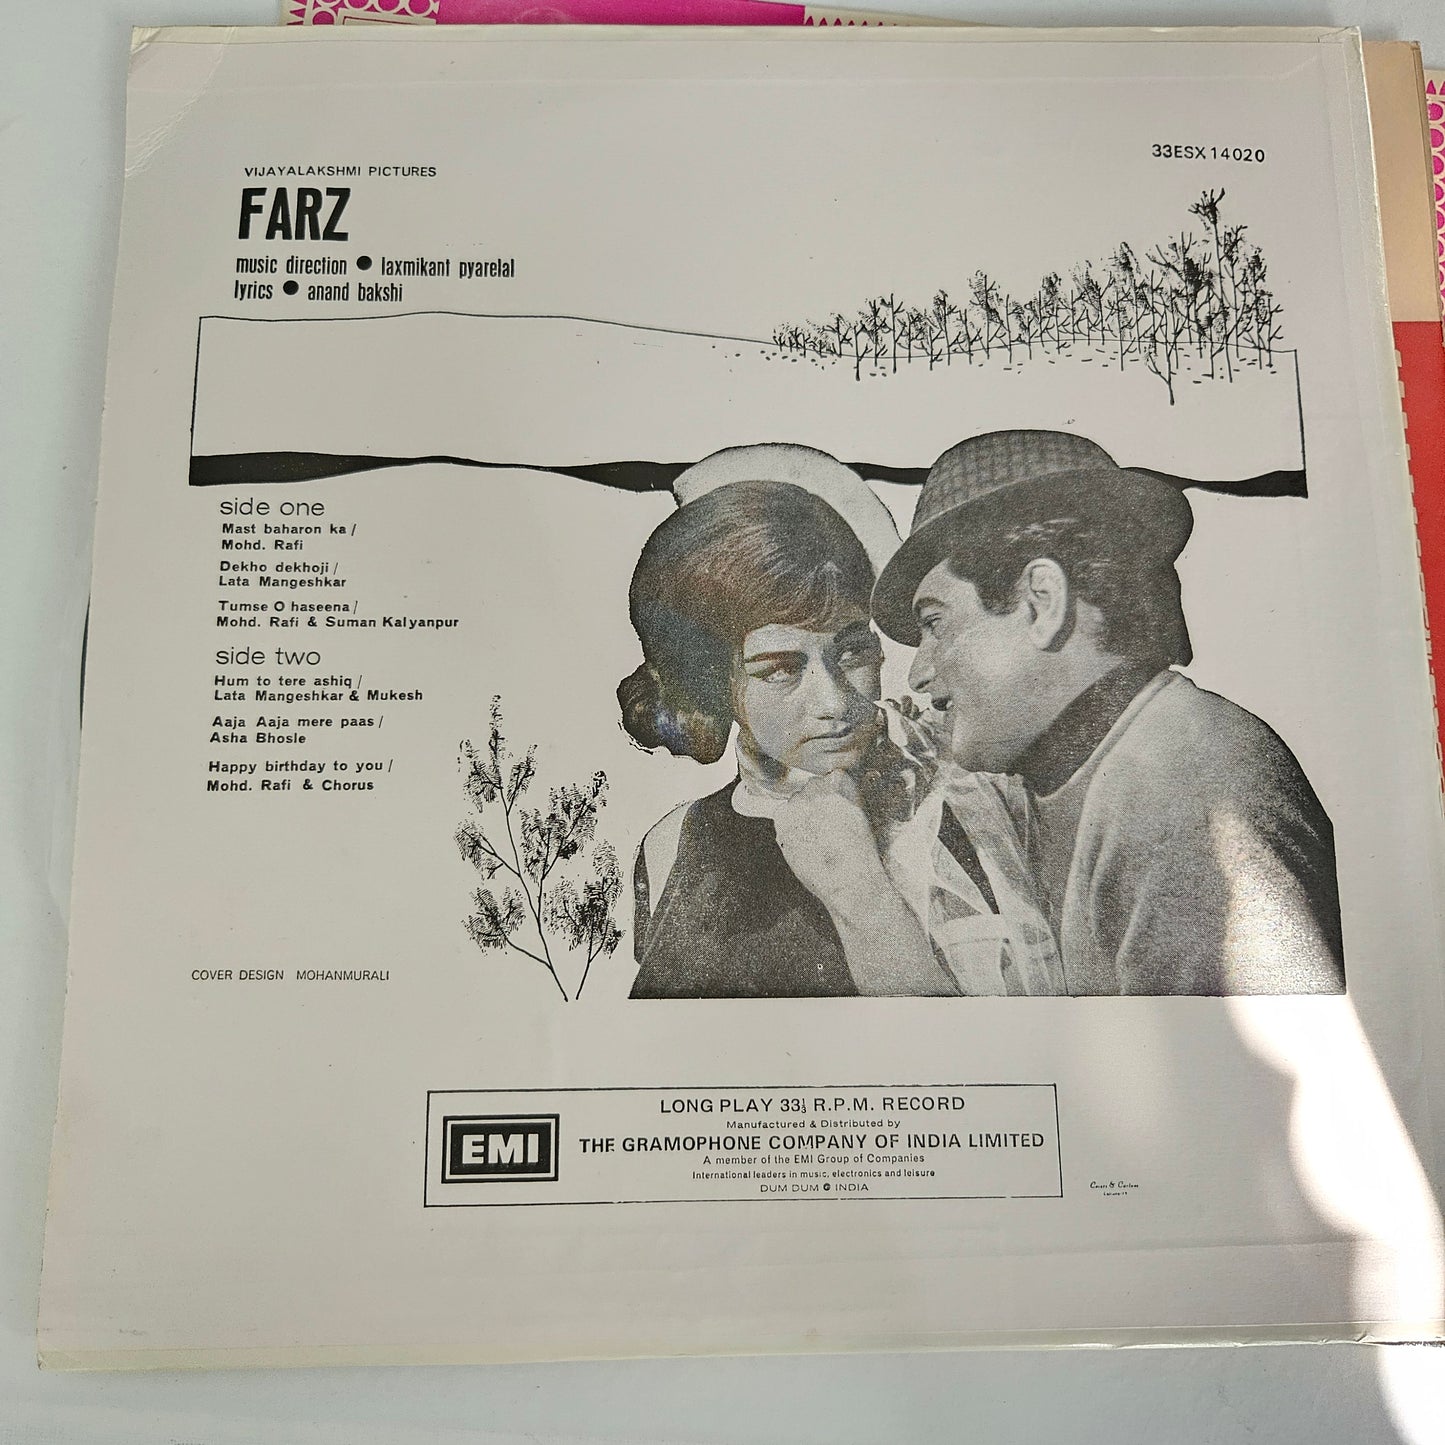 33ESX 14020
VIJAYALAKSHMI PICTURES
FARZ
music direction ● laxmikant pyarelal
lyrics ● anand bakshi
side one
Mast baharon ka /
Mohd. Rafi
Dekho dekhoji /
Lata Mangeshkar
Tumse O haseena /
Mohd. Rafi & Suman Kalyanpur
side two
Hum to tere ashiq /
Lata Mangeshkar & Mukesh
Aaja Aaja mere paas /
Asha Bhosle
Happy birthday to you /
Mohd. Rafi & Chorus
COVER DESIGN MOHANMURALI
EMI
LONG PLAY 33⅓ R.P.M. RECORD
Manufactured & Distributed by
THE GRAMOPHONE COMPANY OF INDIA LIMITED
A member of the EMI Group of Companies
International leaders in music, electronics and leisure
DUM DUM INDIA